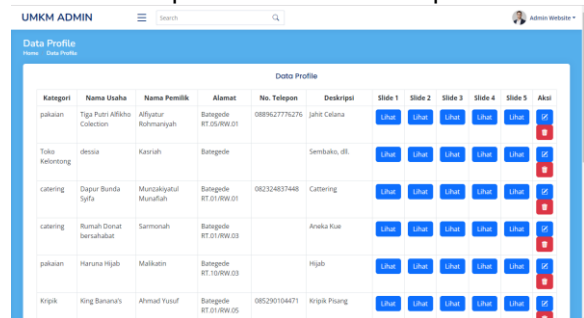 UMKM ADMIN Search Admin Website
Data Profile
Home Data Profile
Data Profile
Kategori Nama Usaha Nama Pemilik Alamat No. Telepon Deskripsi Slide 1 Slide 2 Slide 3 Slide 4 Slide 5 Aksi
pakaian Tiga Putri Alfikho Alfiyatur Bategede 0889627776276 Jahit Celana Lihat Lihat Lihat Lihat Lihat
Colection Rohmaniyah RT.05/RW.01
Toko dessia Kasriah Bategede Sembako, dll. Lihat Lihat Lihat Lihat Lihat
Kelontong
catering Dapur Bunda Munzakiyatul Bategede 082324837448 Cattering Lihat Lihat Lihat Lihat Lihat
Syifa Munafiah RT.01/RW.01
catering Rumah Donat Sarmonah Bategede Aneka Kue Lihat Lihat Lihat Lihat Lihat
bersahabat RT.01/RW.03
pakaian Haruna Hijab Malikatin Bategede Hijab Lihat Lihat Lihat Lihat Lihat
RT.10/RW.03
Kripik King Banana's Ahmad Yusuf Bategede 085290104471 Kripik Pisang Lihat Lihat Lihat Lihat Lihat
RT.01/RW.05